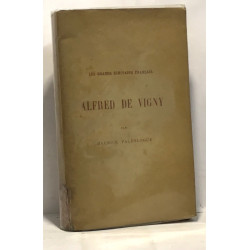 LES GRANDS ÉCRIVAINS FRANÇAIS
ALFRED DE VIGNY
PAR